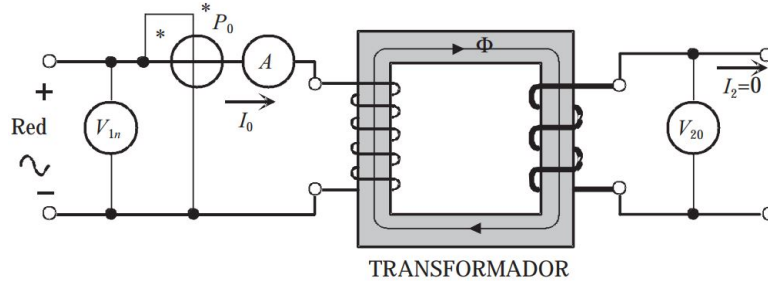 * P₀
*
A
Φ
+
I₀
I₂=0
Red
V₁ₙ
V₂₀
−
TRANSFORMADOR